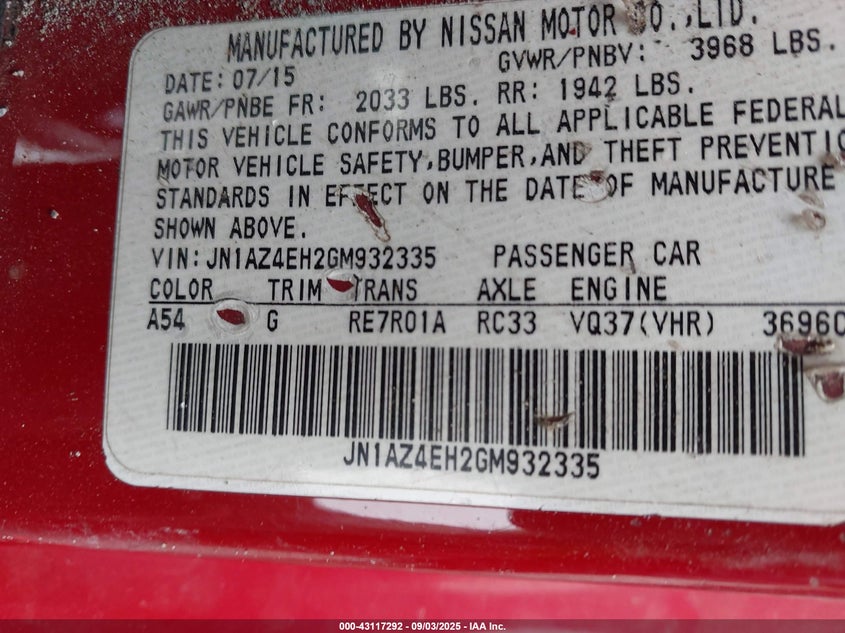 MANUFACTURED BY NISSAN MOTOR CO.,LTD.
DATE: 07/15 GVWR/PNBV: 3968 LBS.
GAWR/PNBE FR: 2033 LBS. RR: 1942 LBS.
THIS VEHICLE CONFORMS TO ALL APPLICABLE FEDERAL
MOTOR VEHICLE SAFETY,BUMPER,AND THEFT PREVENTIO
STANDARDS IN EFFECT ON THE DATE OF MANUFACTURE
SHOWN ABOVE.
VIN:JN1AZ4EH2GM932335 PASSENGER CAR
COLOR TRIM TRANS AXLE ENGINE
A54 G RE7R01A RC33 VQ37(VHR) 3696C
JN1AZ4EH2GM932335
000-43117292 - 09/03/2025 - IAA Inc.